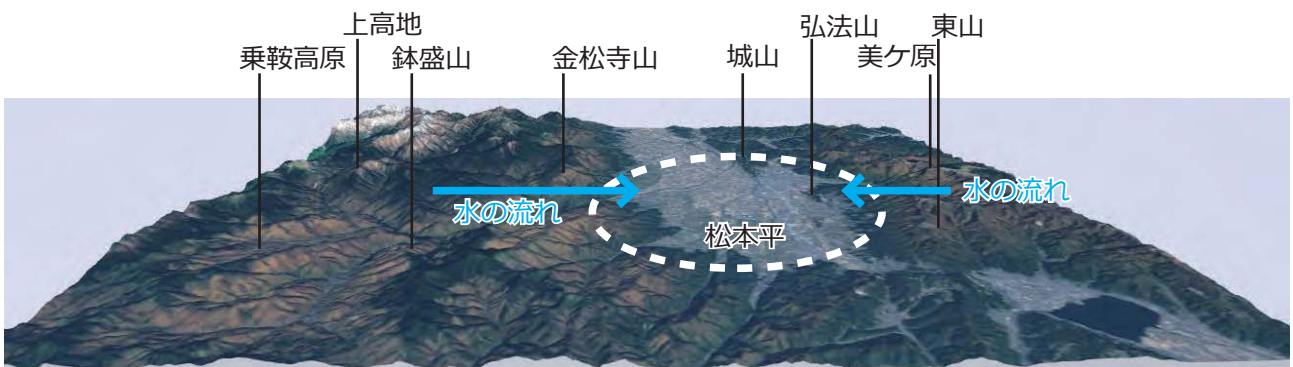 上高地
弘法山
東山
乗鞍高原
鉢盛山
金松寺山
城山
美ケ原
水の流れ
水の流れ
松本平